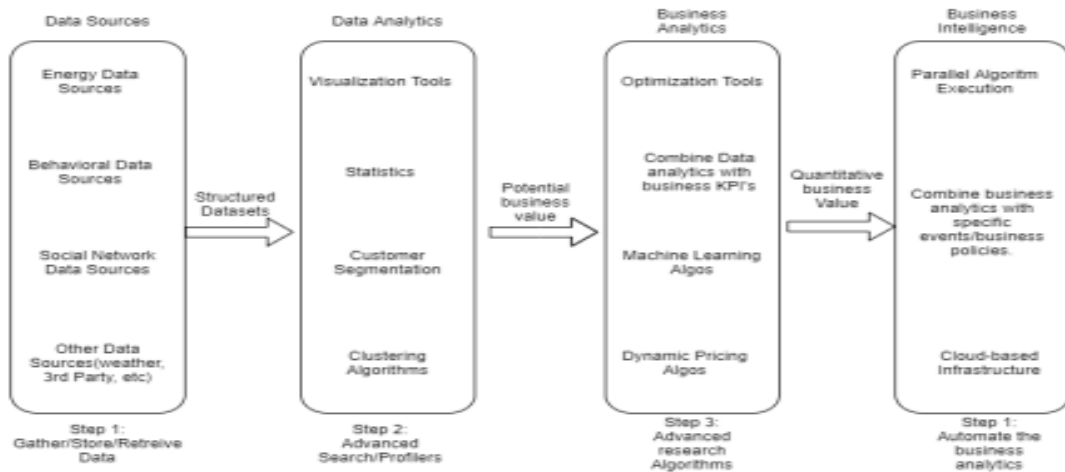 Data Sources
Energy Data
Sources
Behavioral Data
Sources
Social Network
Data Sources
Other Data
Sources(weather,
3rd Party, etc)
Step 1:
Gather/Store/Retreive
Data
Structured
Datasets
Data Analytics
Visualization Tools
Statistics
Customer
Segmentation
Clustering
Algorithms
Step 2:
Advanced
Search/Profilers
Potential
business
value
Business
Analytics
Optimization Tools
Combine Data
analytics with
business KPI's
Machine Learning
Algos
Dynamic Pricing
Algos
Step 3:
Advanced
research
Algorithms
Quantitative
business
Value
Business
Intelligence
Parallel Algoritm
Execution
Combine business
analytics with
specific
events/business
policies.
Cloud-based
Infrastructure
Step 1:
Automate the
business
analytics